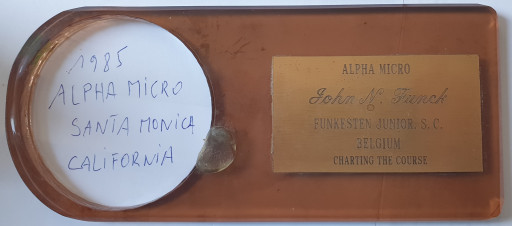 1985
ALPHA MICRO
SANTA MONICA
CALIFORNIA
ALPHA MICRO
John N. Funck
FUNKESTEN JUNIOR, S. C.
BELGIUM
CHARTING THE COURSE